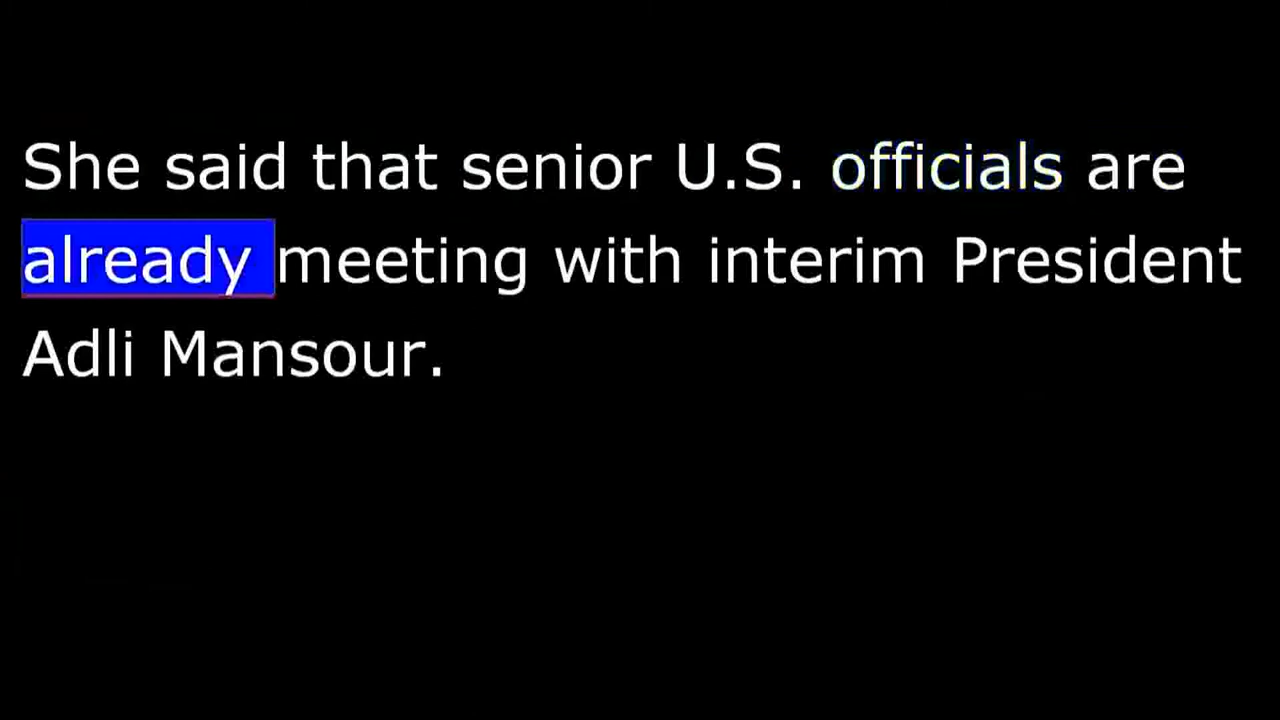 She said that senior U.S. officials are
already meeting with interim President
Adli Mansour.